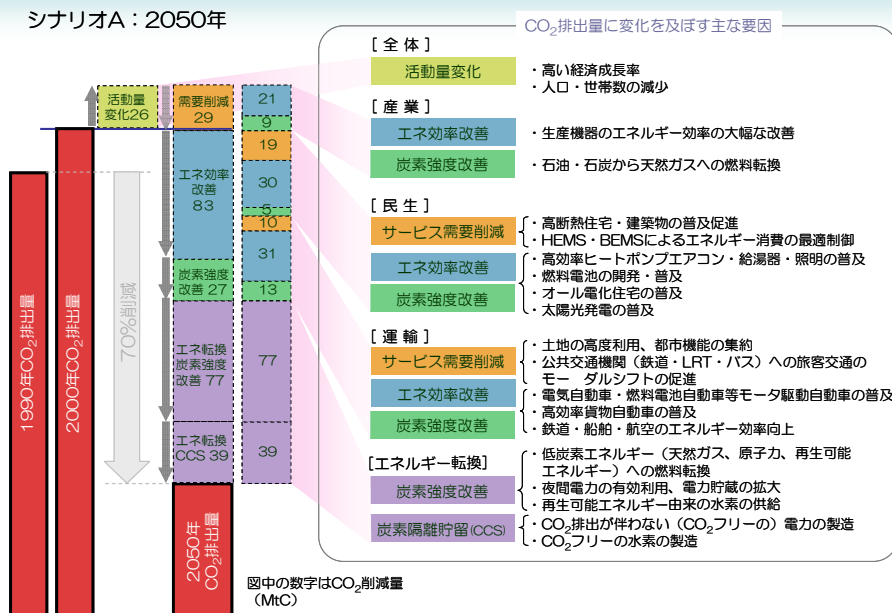 シナリオA：2050年
CO2排出量に変化を及ぼす主な要因
活動量
変化26
需要削減
29
エネ効率
改善
83
炭素強度
改善 27
エネ転換
炭素強度
改善 77
エネ転換
CCS 39
21
9
19
30
5
10
31
13
77
39
1990年CO2排出量
2000年CO2排出量
70%削減
2050年
CO2排出量
図中の数字はCO2削減量
（MtC）
[ 全 体 ]
活動量変化
・高い経済成長率
・人口・世帯数の減少
[ 産 業 ]
エネ効率改善
・生産機器のエネルギー効率の大幅な改善
炭素強度改善
・石油・石炭から天然ガスへの燃料転換
[ 民 生 ]
サービス需要削減
・高断熱住宅・建築物の普及促進
・HEMS・BEMSによるエネルギー消費の最適制御
エネ効率改善
炭素強度改善
・高効率ヒートポンプエアコン・給湯器・照明の普及
・燃料電池の開発・普及
・オール電化住宅の普及
・太陽光発電の普及
[ 運 輸 ]
サービス需要削減
・土地の高度利用、都市機能の集約
・公共交通機関（鉄道・LRT・バス）への旅客交通の
モー　ダルシフトの促進
エネ効率改善
炭素強度改善
・電気自動車・燃料電池自動車等モータ駆動自動車の普及
・高効率貨物自動車の普及
・鉄道・船舶・航空のエネルギー効率向上
[エネルギー転換]
炭素強度改善
・低炭素エネルギー（天然ガス、原子力、再生可能
エネルギー）への燃料転換
・夜間電力の有効利用、電力貯蔵の拡大
・再生可能エネルギー由来の水素の供給
炭素隔離貯留(CCS)
・CO2排出が伴わない（CO2フリーの）電力の製造
・CO2フリーの水素の製造